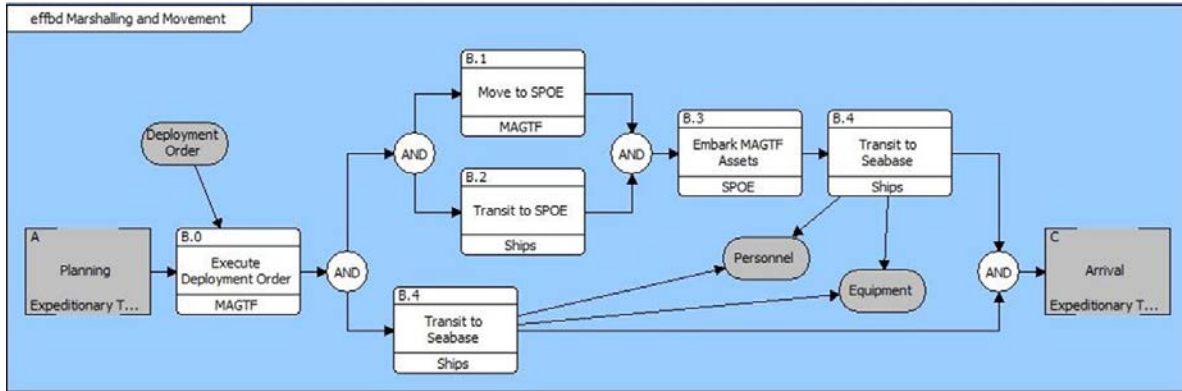 effbd Marshalling and Movement
B.1
Move to SPOE
MAGTF
Deployment
Order
AND
AND
B.3
Embark MAGTF
Assets
SPOE
B.4
Transit to
Seabase
Ships
B.2
Transit to SPOE
Ships
A
Planning
Expeditionary T...
B.0
Execute
Deployment Order
MAGTF
AND
Personnel
Equipment
AND
C
Arrival
Expeditionary T...
B.4
Transit to
Seabase
Ships